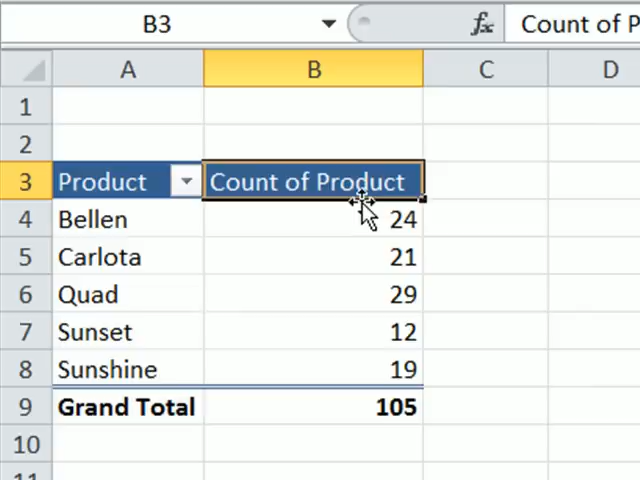 B3 fx Count of P
A B C D
1
2
3 Product Count of Product
4 Bellen 24
5 Carlota 21
6 Quad 29
7 Sunset 12
8 Sunshine 19
9 Grand Total 105
10
11